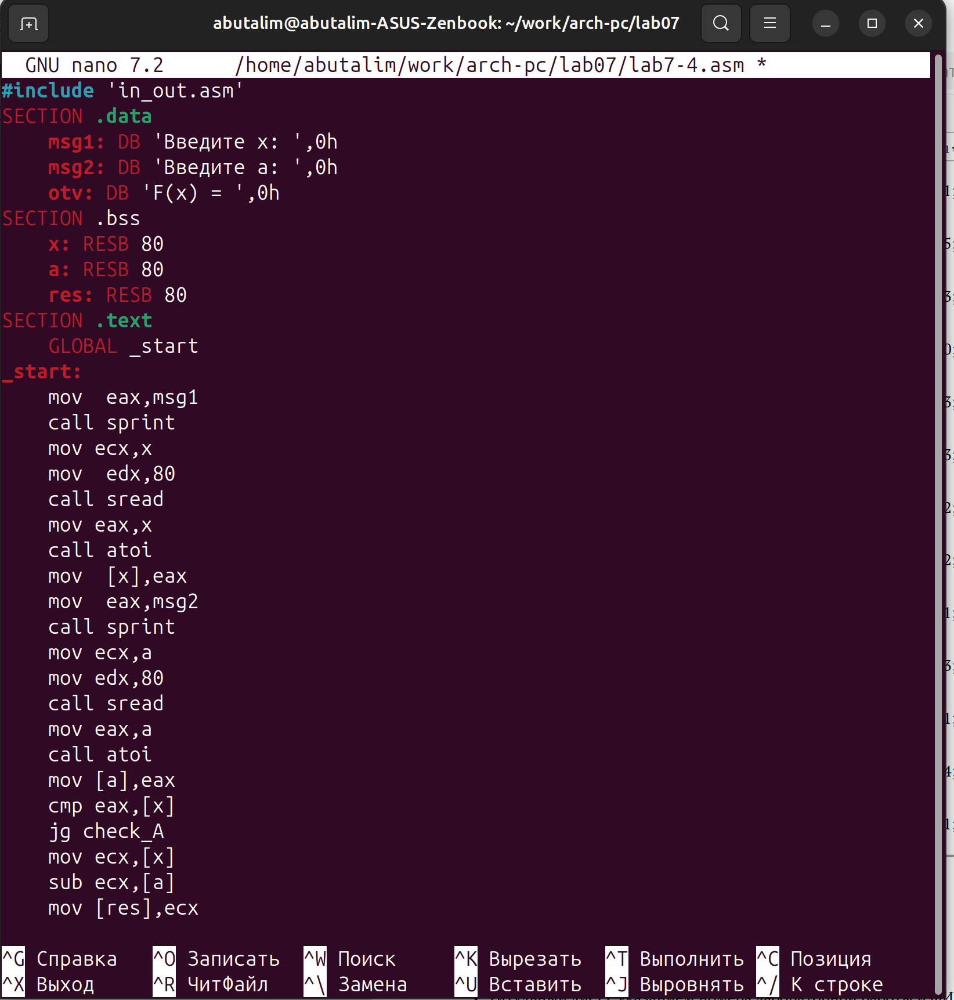 abutalim@abutalim-ASUS-Zenbook: ~/work/arch-pc/lab07
GNU nano 7.2 /home/abutalim/work/arch-pc/lab07/lab7-4.asm *
#include 'in_out.asm'
SECTION .data
msg1: DB 'Введите x: ',0h
msg2: DB 'Введите a: ',0h
otv: DB 'F(x) = ',0h
SECTION .bss
x: RESB 80
a: RESB 80
res: RESB 80
SECTION .text
GLOBAL _start
_start:
mov  eax,msg1
call sprint
mov ecx,x
mov  edx,80
call sread
mov eax,x
call atoi
mov  [x],eax
mov  eax,msg2
call sprint
mov ecx,a
mov edx,80
call sread
mov eax,a
call atoi
mov [a],eax
cmp eax,[x]
jg check_A
mov ecx,[x]
sub ecx,[a]
mov [res],ecx
^G Справка ^O Записать ^W Поиск ^K Вырезать ^T Выполнить ^C Позиция
^X Выход ^R ЧитФайл ^\ Замена ^U Вставить ^J Выровнять ^/ К строке